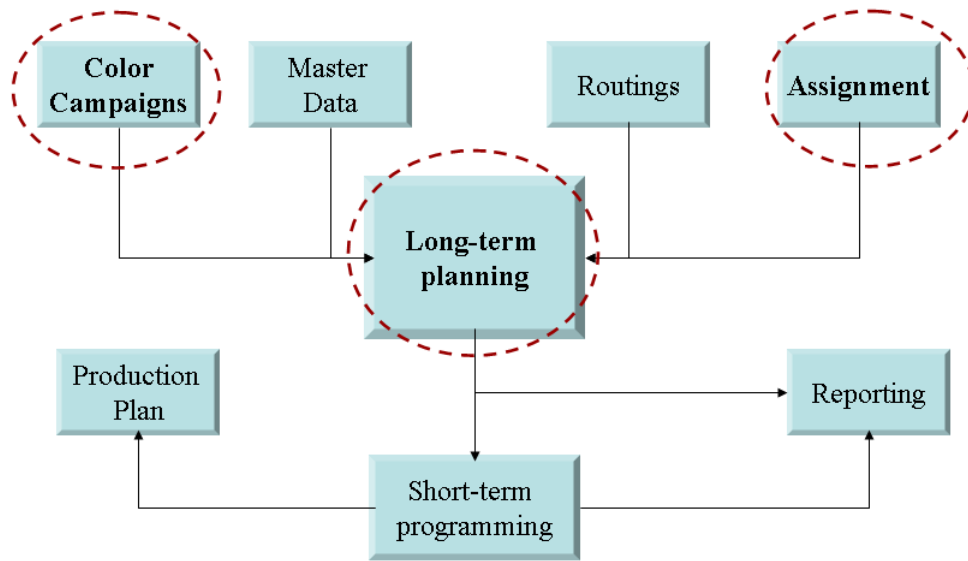 Color
Campaigns
Master
Data
Routings
Assignment
Long-term
planning
Production
Plan
Reporting
Short-term
programming